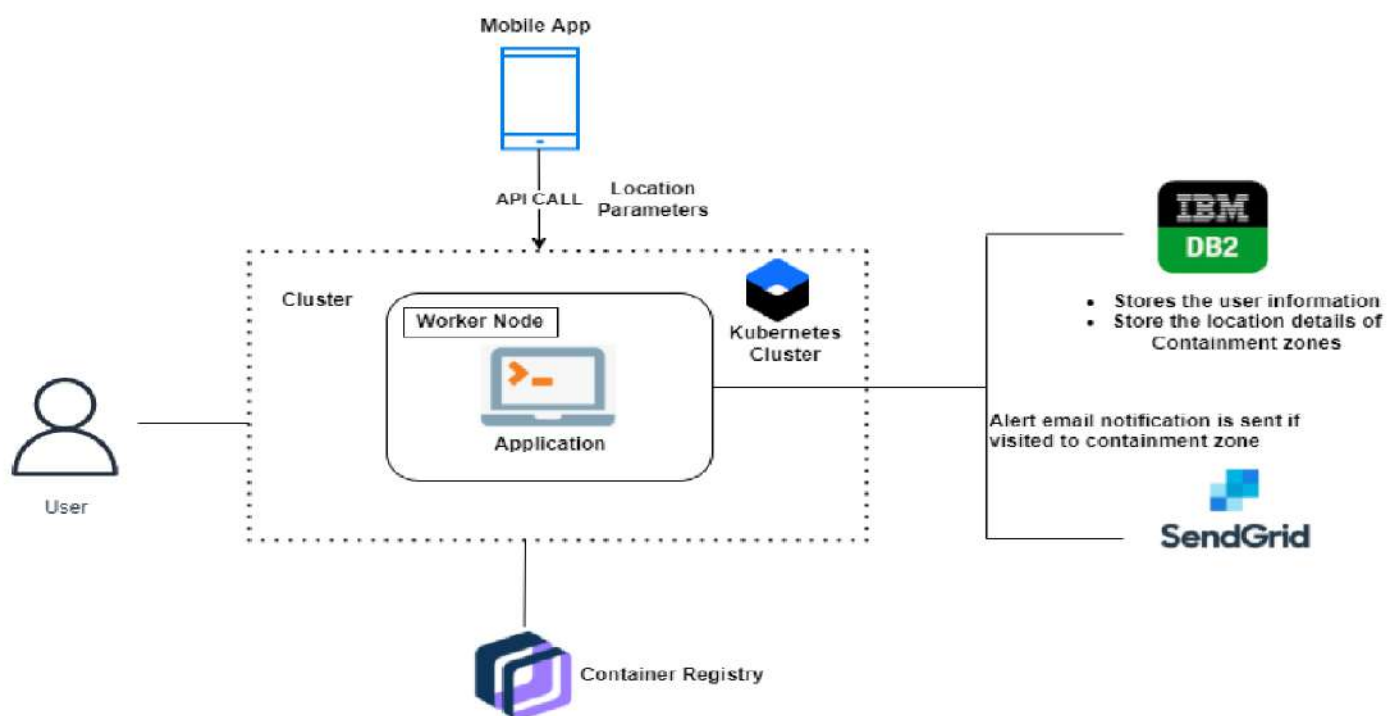 Mobile App
API CALL
Location
Parameters
IBM
DB2
Cluster
Worker Node
Kubernetes
Cluster
• Stores the user information
• Store the location details of
Containment zones
Application
Alert email notification is sent if
visited to containment zone
User
SendGrid
Container Registry